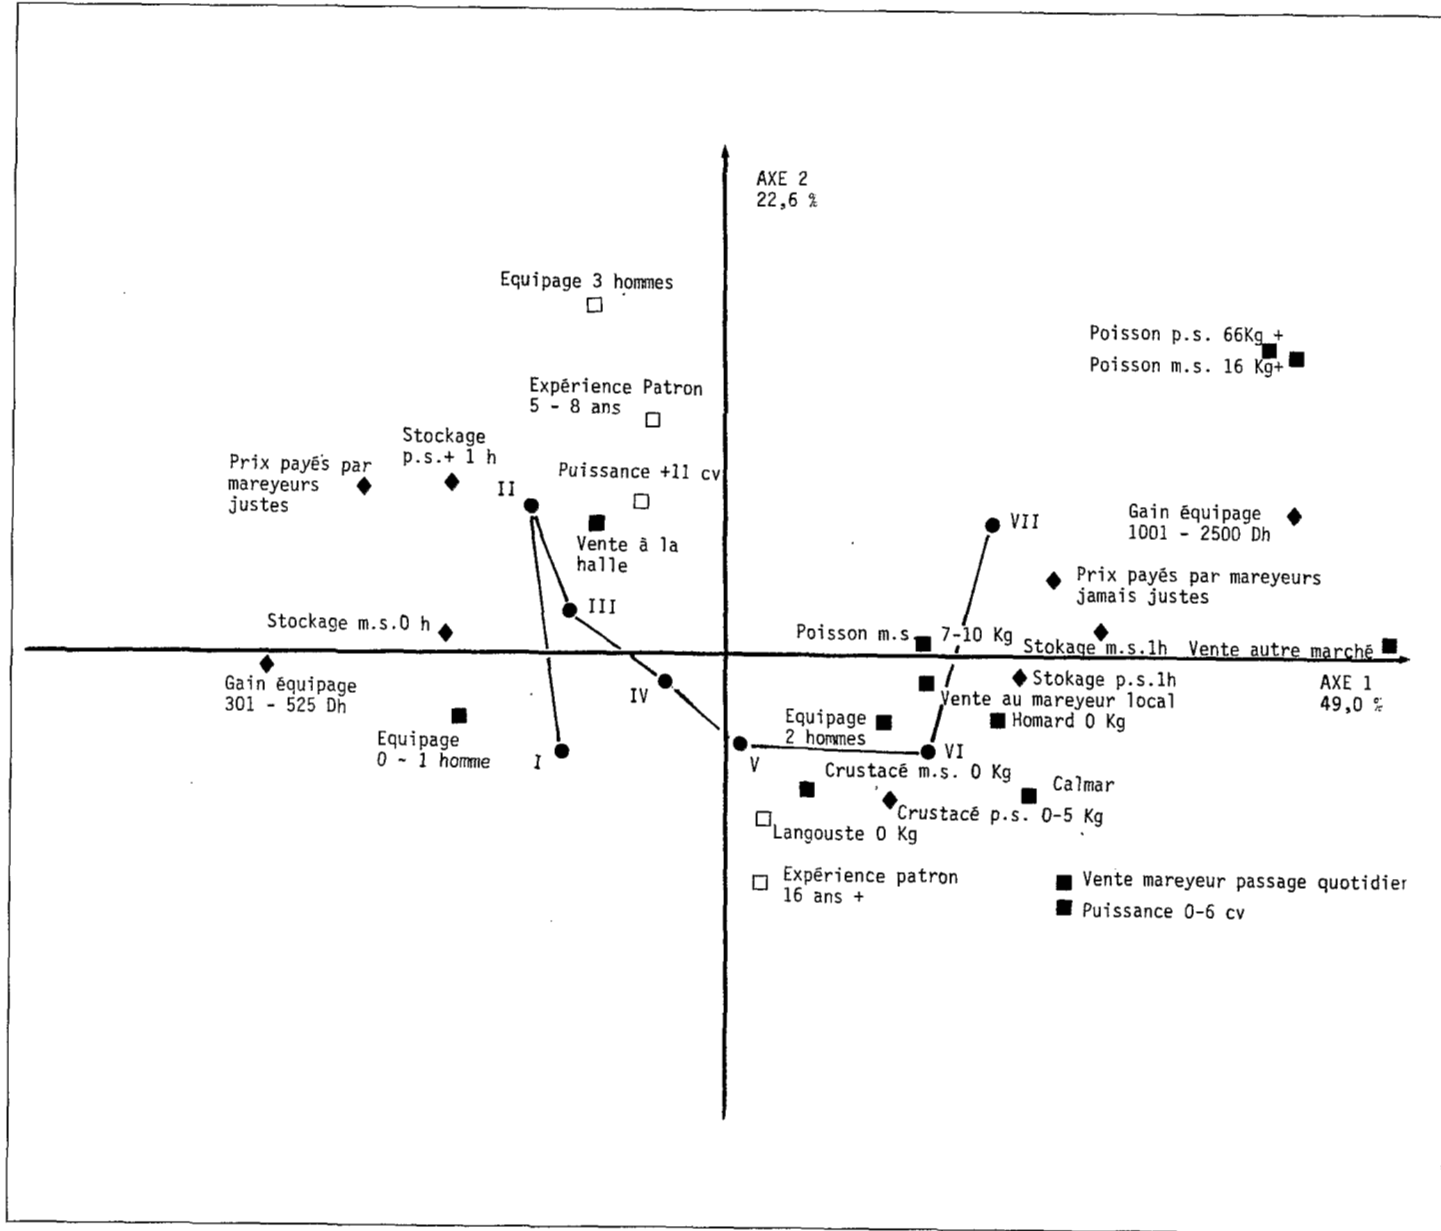 AXE 2
22,6 %
Equipage 3 hommes
Poisson p.s. 66Kg +
Poisson m.s. 16 Kg+
Expérience Patron
5 - 8 ans
Stockage
p.s.+ 1 h
Prix payés par
mareyeurs
justes
II
Puissance +11 cv
Vente à la
halle
VII
Gain équipage
1001 - 2500 Dh
Prix payés par mareyeurs
jamais justes
III
Stockage m.s.0 h
Poisson m.s. 7-10 Kg
Stokage m.s.1h
Vente autre marché
Gain équipage
301 - 525 Dh
IV
Stokage p.s.1h
AXE 1
49,0 %
Vente au mareyeur local
Equipage
2 hommes
Homard 0 Kg
Equipage
0 - 1 homme
I
V
VI
Crustacé m.s. 0 Kg
Calmar
Crustacé p.s. 0-5 Kg
Langouste 0 Kg
Expérience patron
16 ans +
Vente mareyeur passage quotidier
Puissance 0-6 cv